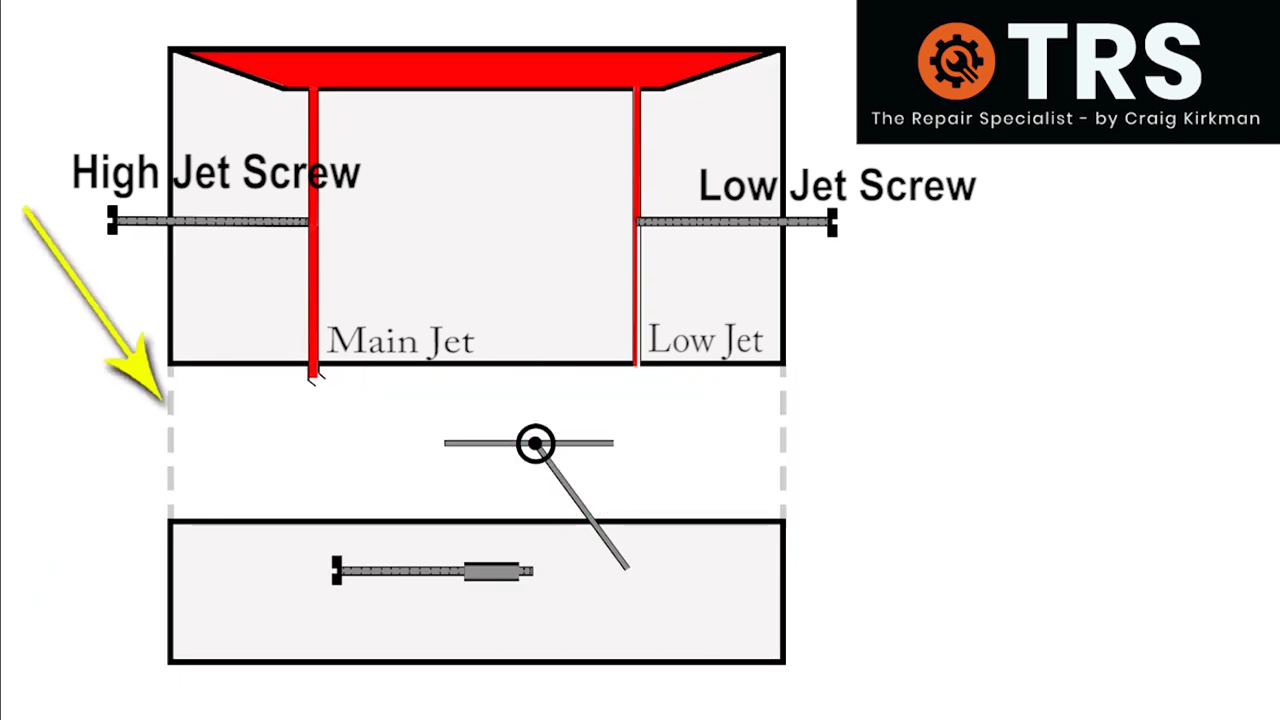 TRS
The Repair Specialist - by Craig Kirkman
High Jet Screw
Low Jet Screw
Main Jet
Low Jet